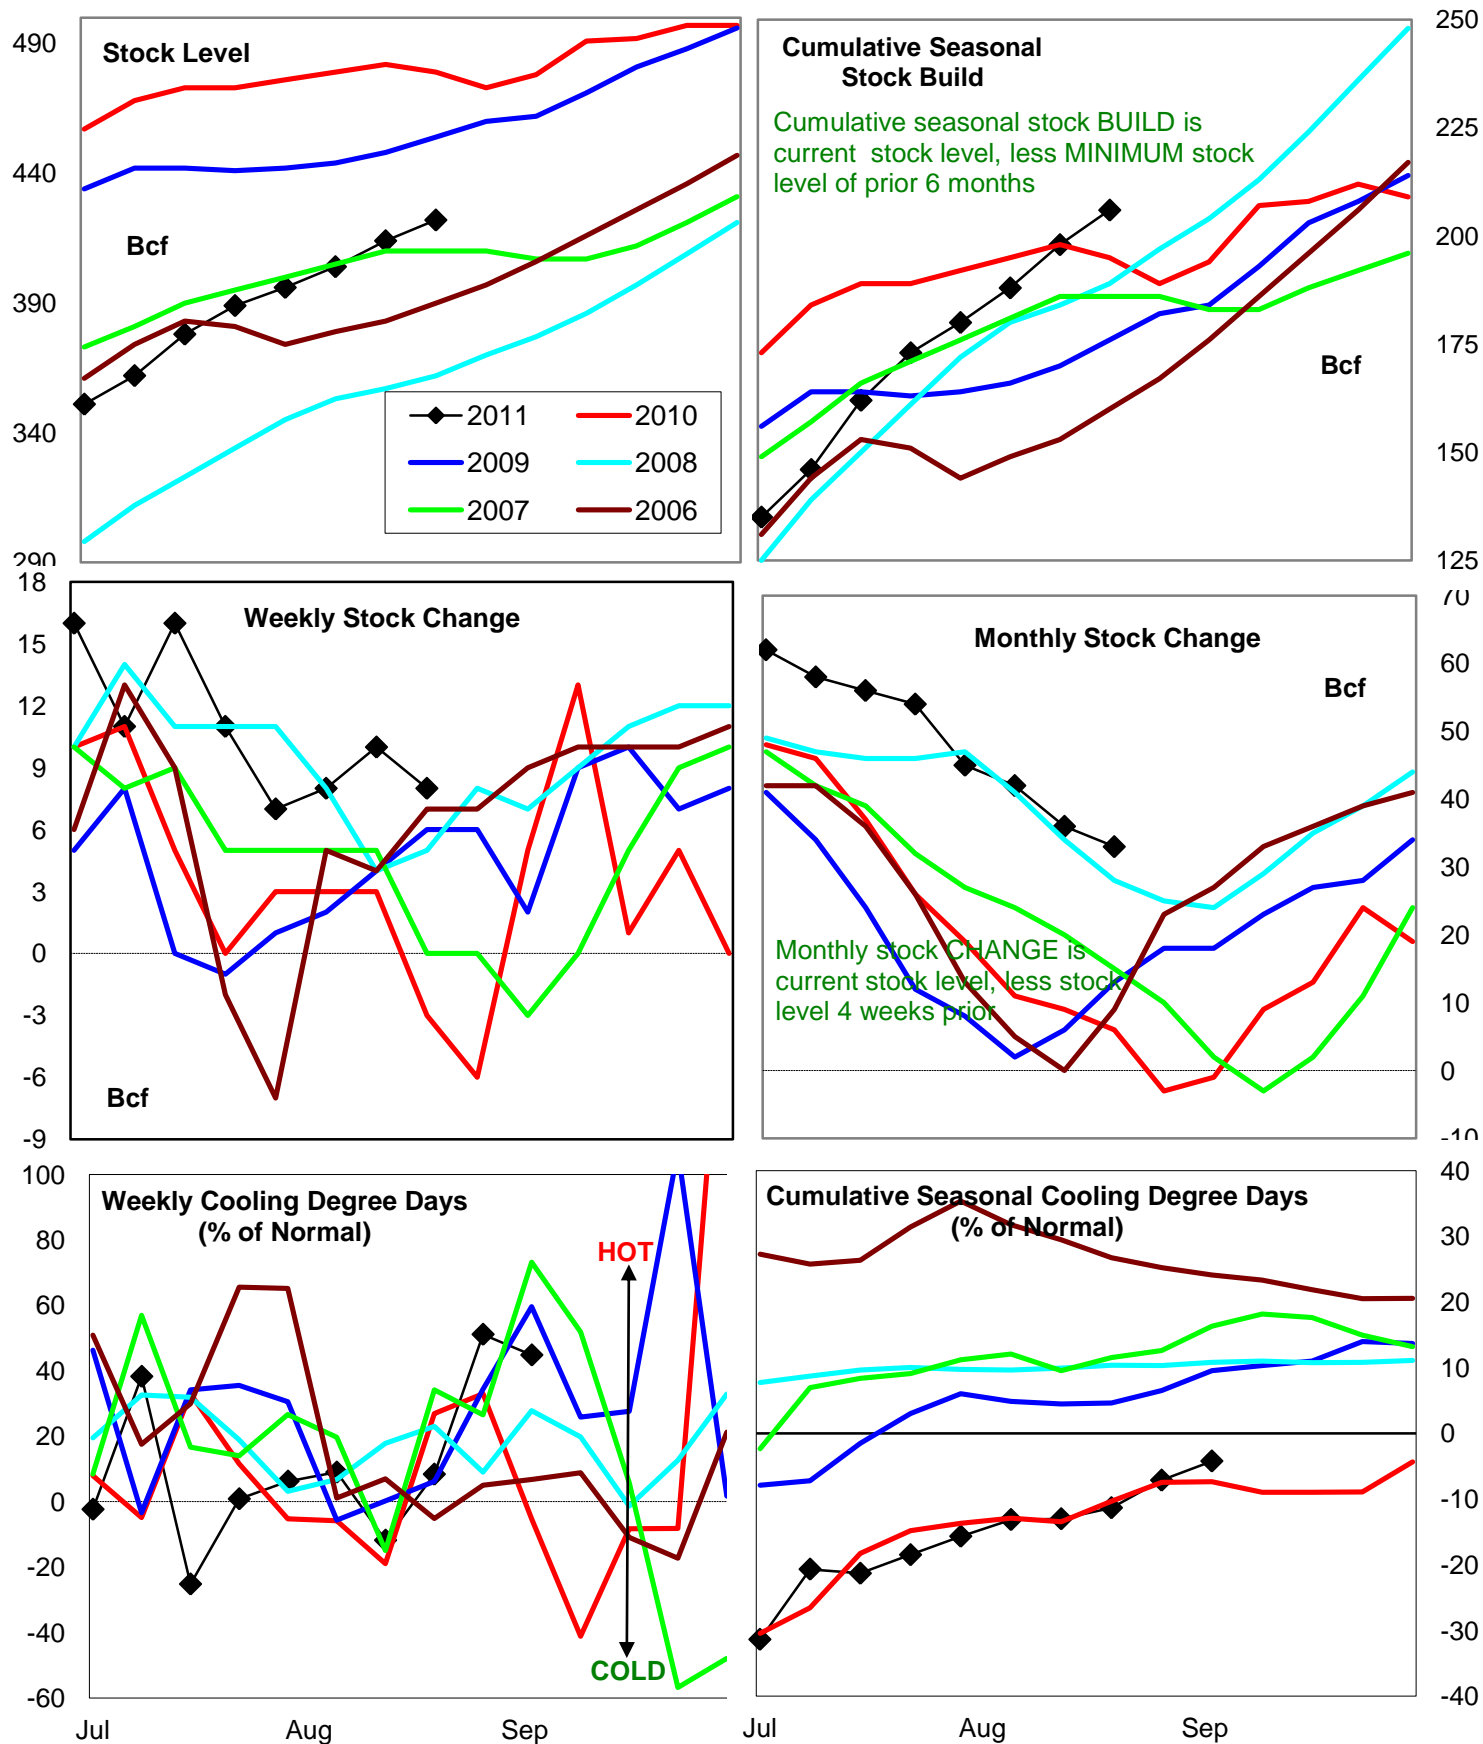 Stock Level
Bcf
490
440
390
340
290
2011
2010
2009
2008
2007
2006
Cumulative Seasonal
Stock Build
Cumulative seasonal stock BUILD is
current stock level, less MINIMUM stock
level of prior 6 months
Bcf
250
225
200
175
150
125
Weekly Stock Change
Bcf
18
15
12
9
6
3
0
-3
-6
-9
Monthly Stock Change
Bcf
Monthly stock CHANGE is
current stock level, less stock
level 4 weeks prior
70
60
50
40
30
20
10
0
-10
Weekly Cooling Degree Days
(% of Normal)
HOT
COLD
100
80
60
40
20
0
-20
-40
-60
Jul
Aug
Sep
Cumulative Seasonal Cooling Degree Days
(% of Normal)
40
30
20
10
0
-10
-20
-30
-40
Jul
Aug
Sep